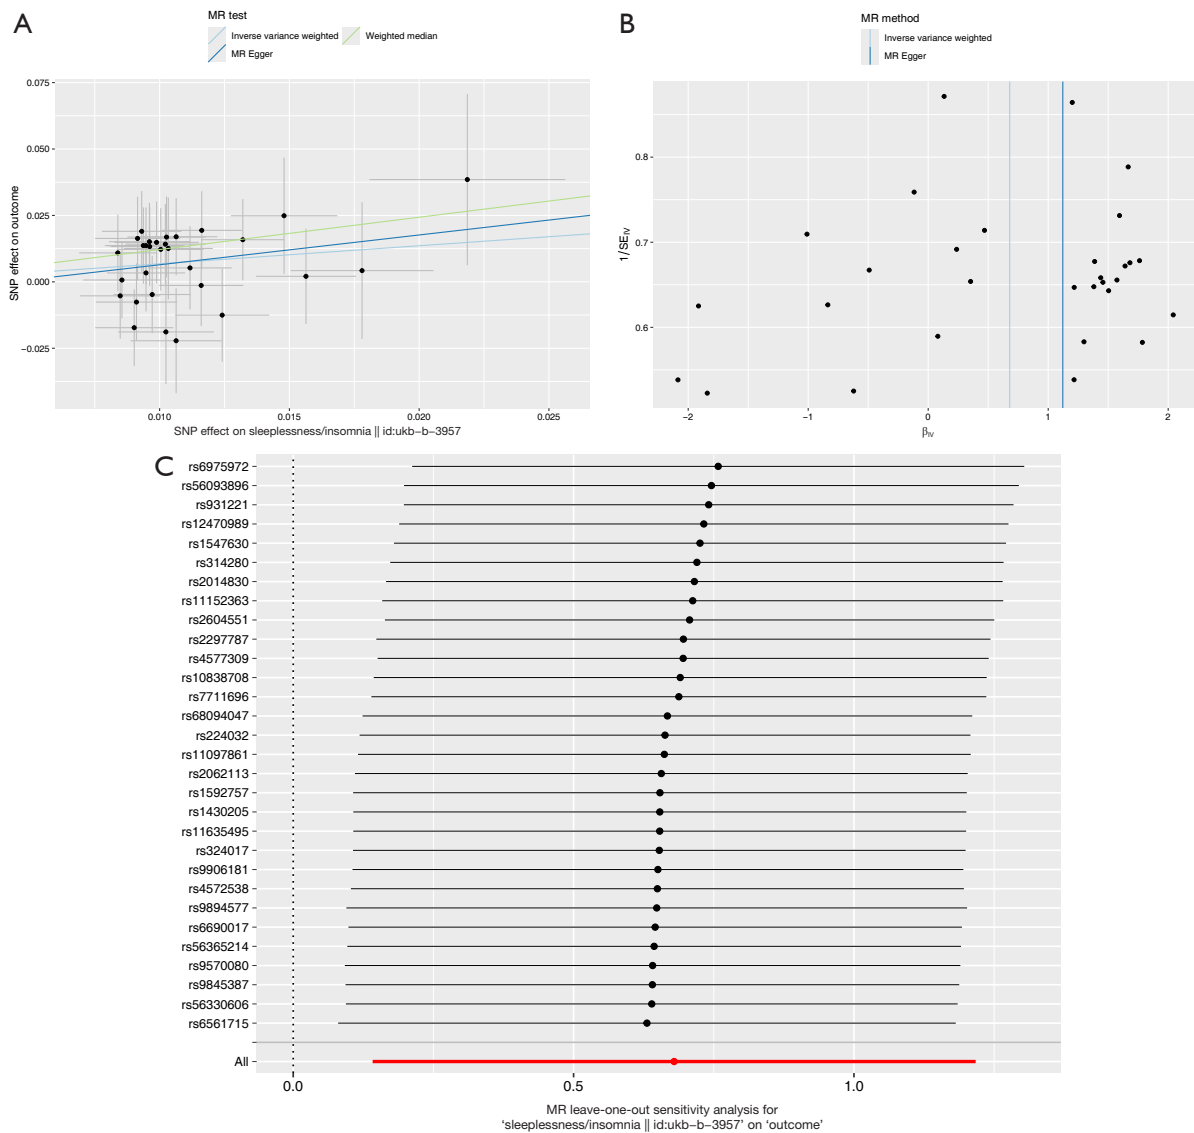 A
MR test
Inverse variance weighted
Weighted median
MR Egger
0.075
0.050
0.025
0.000
−0.025
SNP effect on outcome
0.010
0.015
0.020
0.025
SNP effect on sleeplessness/insomnia || id:ukb−b−3957
B
MR method
Inverse variance weighted
MR Egger
0.8
0.7
0.6
1/SE_IV
−2
−1
0
1
2
β_IV
C
rs6975972
rs56093896
rs931221
rs12470989
rs1547630
rs314280
rs2014830
rs11152363
rs2604551
rs2297787
rs4577309
rs10838708
rs7711696
rs68094047
rs224032
rs11097861
rs2062113
rs1592757
rs1430205
rs11635495
rs324017
rs9906181
rs4572538
rs9894577
rs6690017
rs56365214
rs9570080
rs9845387
rs56330606
rs6561715
All
0.0
0.5
1.0
MR leave−one−out sensitivity analysis for
‘sleeplessness/insomnia || id:ukb−b−3957’ on ‘outcome’